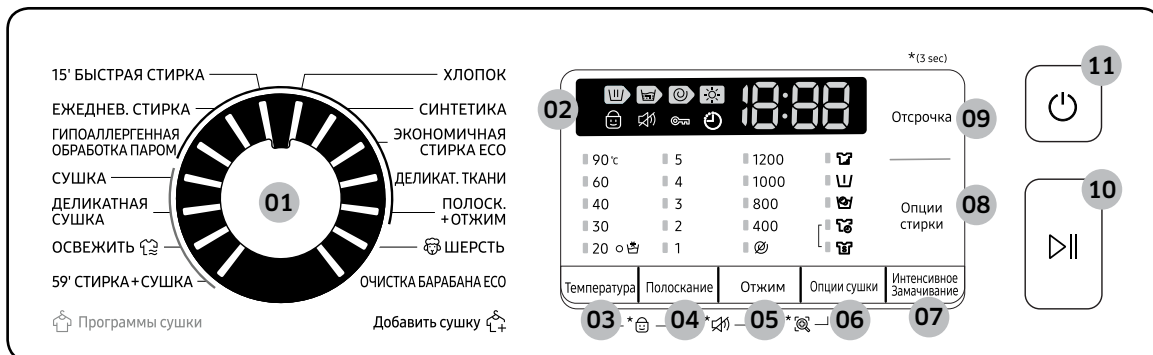 15' БЫСТРАЯ СТИРКА
ЕЖЕДНЕВ. СТИРКА
ГИПОАЛЛЕРГЕННАЯ
ОБРАБОТКА ПАРОМ
СУШКА
ДЕЛИКАТНАЯ
СУШКА
ОСВЕЖИТЬ
59' СТИРКА+СУШКА
Программы сушки
01
ХЛОПОК
СИНТЕТИКА
ЭКОНОМИЧНАЯ
СТИРКА ECO
ДЕЛИКАТ. ТКАНИ
ПОЛОСК.
+ОТЖИМ
ШЕРСТЬ
ОЧИСТКА БАРАБАНА ECO
Добавить сушку
*(3 sec)
02
18:88
90 °c 5 1200
60 4 1000
40 3 800
30 2 400
20 1
Температура
Полоскание
Отжим
Опции сушки
Интенсивное
Замачивание
03 * 04 * 05 * 06 07
Отсрочка 09
Опции
стирки
08
11
10